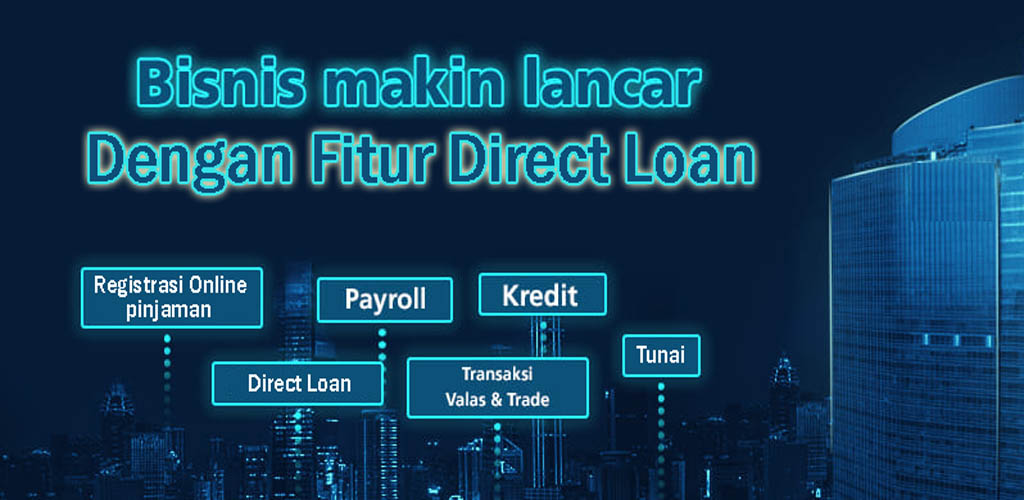 Bisnis makin lancar
Dengan Fitur Direct Loan
Registrasi Online
pinjaman
Payroll
Kredit
Direct Loan
Transaksi
Valas & Trade
Tunai